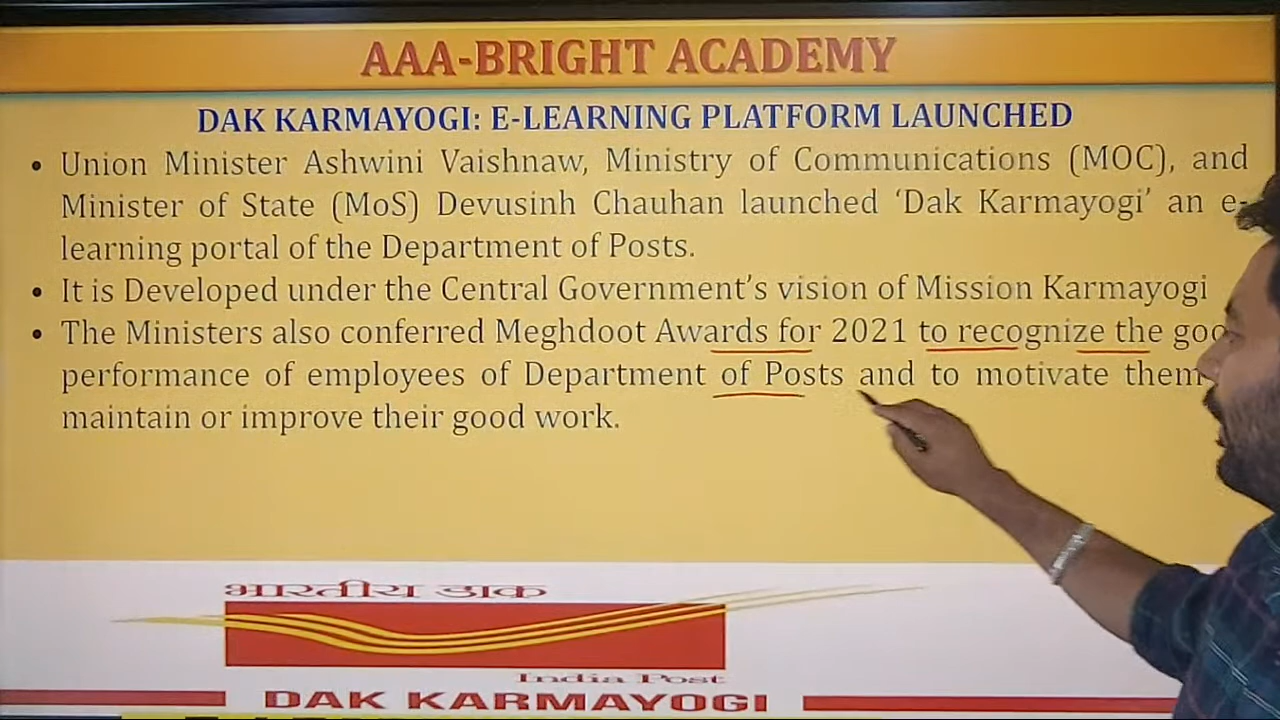 AAA-BRIGHT ACADEMY
DAK KARMAYOGI: E-LEARNING PLATFORM LAUNCHED
• Union Minister Ashwini Vaishnaw, Ministry of Communications (MOC), and
Minister of State (MoS) Devusinh Chauhan launched ‘Dak Karmayogi’ an e-
learning portal of the Department of Posts.
• It is Developed under the Central Government’s vision of Mission Karmayogi
• The Ministers also conferred Meghdoot Awards for 2021 to recognize the
performance of employees of Department of Posts and to motivate them
maintain or improve their good work.
भारतीय डाक
India Post
DAK KARMAYOGI